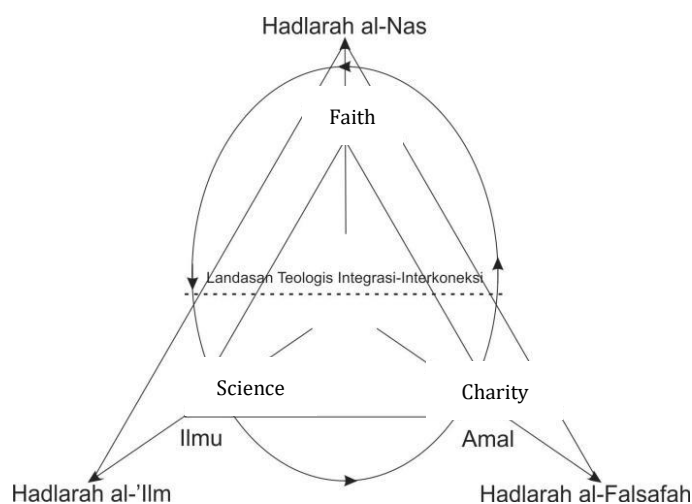 Hadlarah al-Nas
Faith
Landasan Teologis Integrasi-Interkoneksi
Science
Charity
Ilmu
Amal
Hadlarah al-'Ilm
Hadlarah al-Falsafah